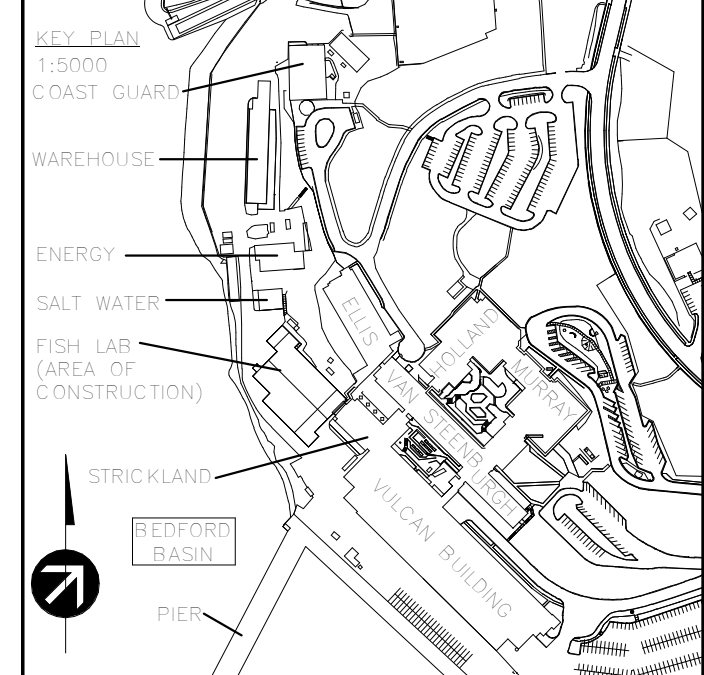 KEY PLAN
1:5000
COAST GUARD
WAREHOUSE
ENERGY
SALT WATER
FISH LAB
(AREA OF
CONSTRUCTION)
STRICKLAND
BEDFORD
BASIN
PIER
ELLIS
HOLLAND
MURRAY
VAN STEENBURGH
VULCAN BUILDING